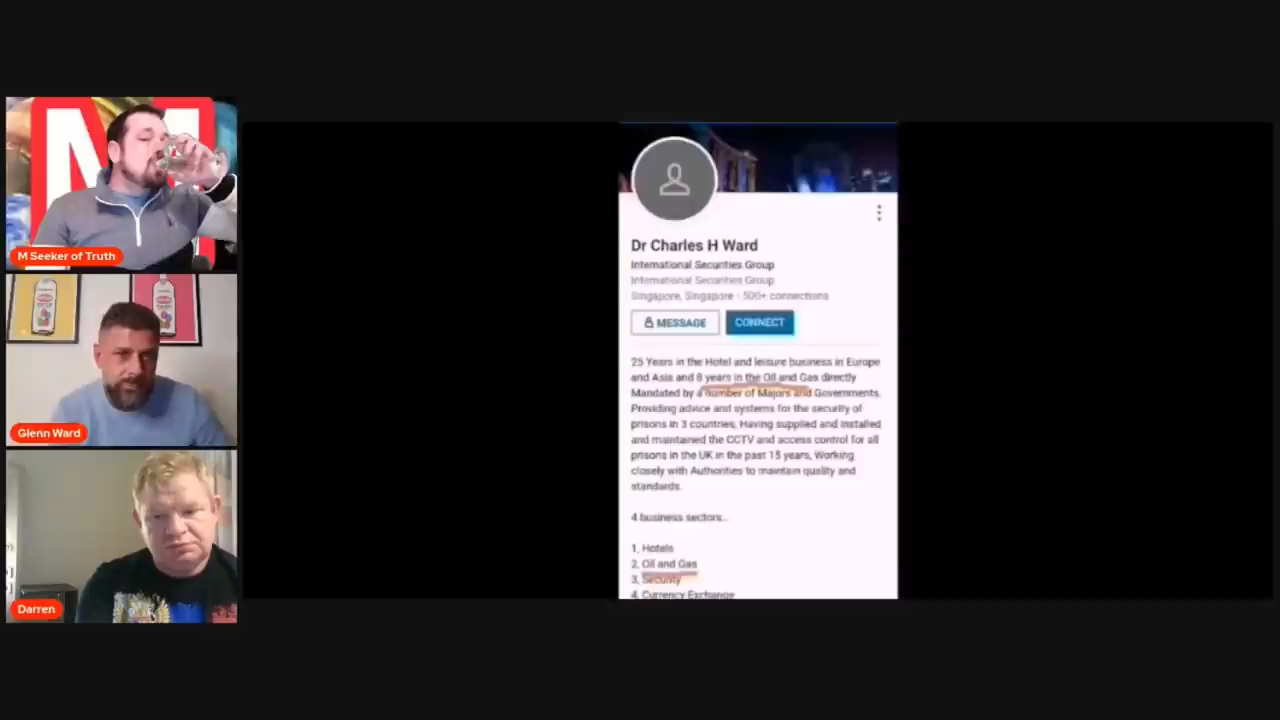 M
M Seeker of Truth
Glenn Ward
Darren
Dr Charles H Ward
International Securities Group
International Securities Group
Singapore, Singapore - 500+ connections
MESSAGE
CONNECT
25 Years in the Hotel and leisure business in Europe
and Asia and 8 years in the Oil and Gas directly
Mandated by a number of Majors and Governments.
Providing advice and systems for the security of
prisons in 3 countries, Having supplied and installed
and maintained the CCTV and access control for all
prisons in the UK in the past 15 years, Working
closely with Authorities to maintain quality and
standards.
4 business sectors...
1, Hotels
2, Oil and Gas
3, Security
4, Currency Exchange